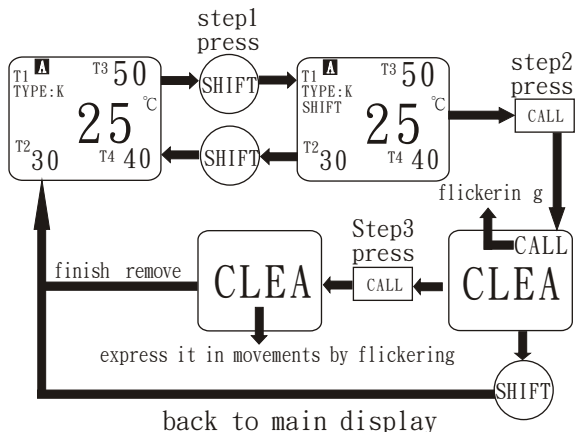 step1
press
T1 A T3 50
TYPE:K
℃
25
T2 30 T4 40
SHIFT
SHIFT
T1 A T3 50
TYPE:K
SHIFT
℃
25
T2 30 T4 40
step2
press
CALL
flickerin g
CALL
CLEA
Step3
press
CALL
CLEA
finish remove
express it in movements by flickering
SHIFT
back to main display